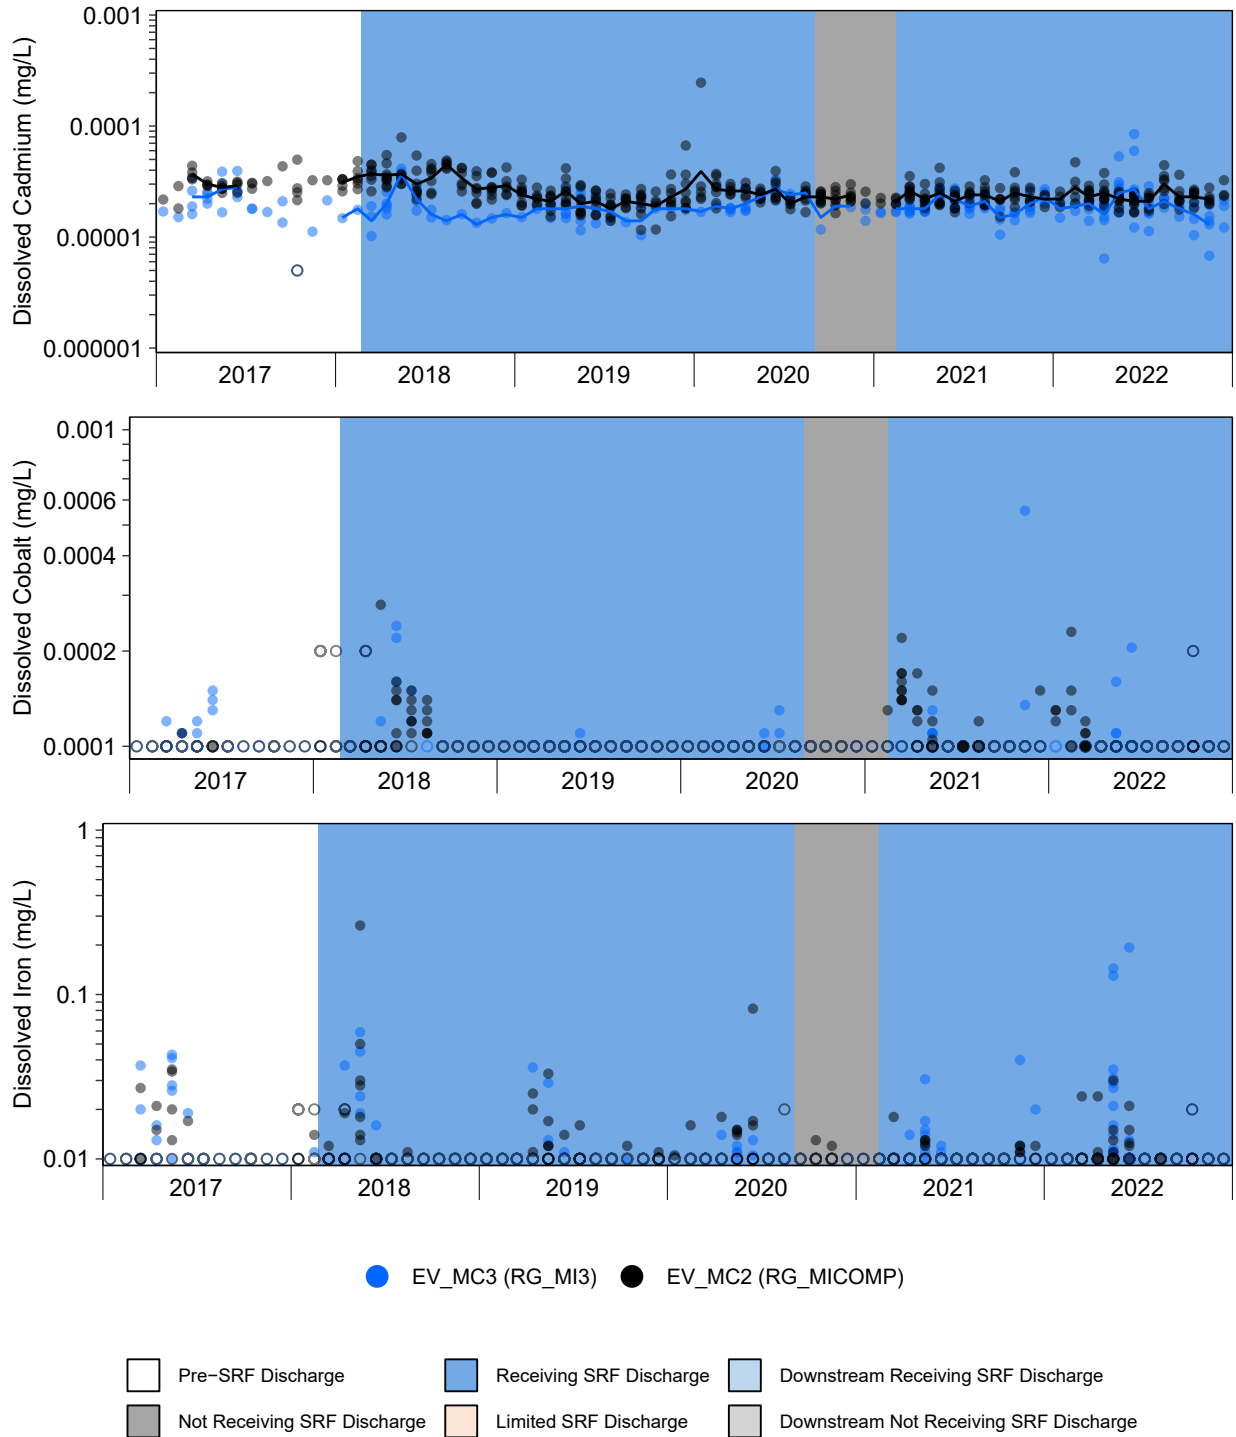 Dissolved Cadmium (mg/L)
0.001
0.0001
0.00001
0.000001
2017 2018 2019 2020 2021 2022
Dissolved Cobalt (mg/L)
0.001
0.0006
0.0004
0.0002
0.0001
2017 2018 2019 2020 2021 2022
Dissolved Iron (mg/L)
1
0.1
0.01
2017 2018 2019 2020 2021 2022
EV_MC3 (RG_MI3) EV_MC2 (RG_MICOMP)
Pre−SRF Discharge Receiving SRF Discharge Downstream Receiving SRF Discharge
Not Receiving SRF Discharge Limited SRF Discharge Downstream Not Receiving SRF Discharge